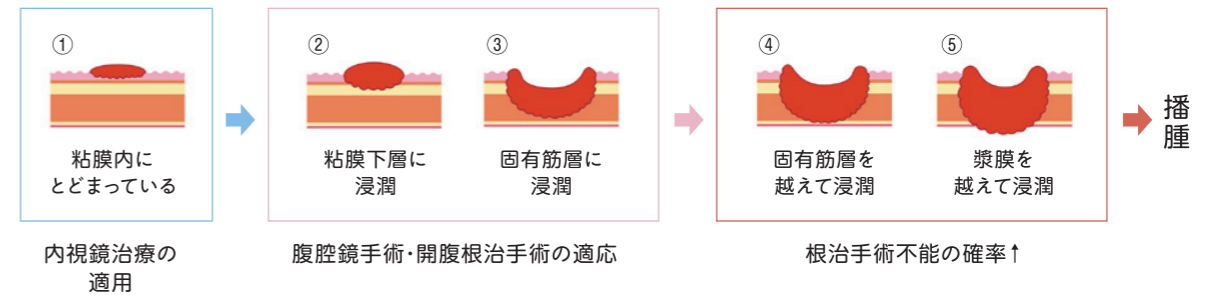 ①
粘膜内に
とどまっている
内視鏡治療の
適用
②
粘膜下層に
浸潤
③
固有筋層に
浸潤
腹腔鏡手術・開腹根治手術の適応
④
固有筋層を
越えて浸潤
⑤
漿膜を
越えて浸潤
根治手術不能の確率↑
播腫